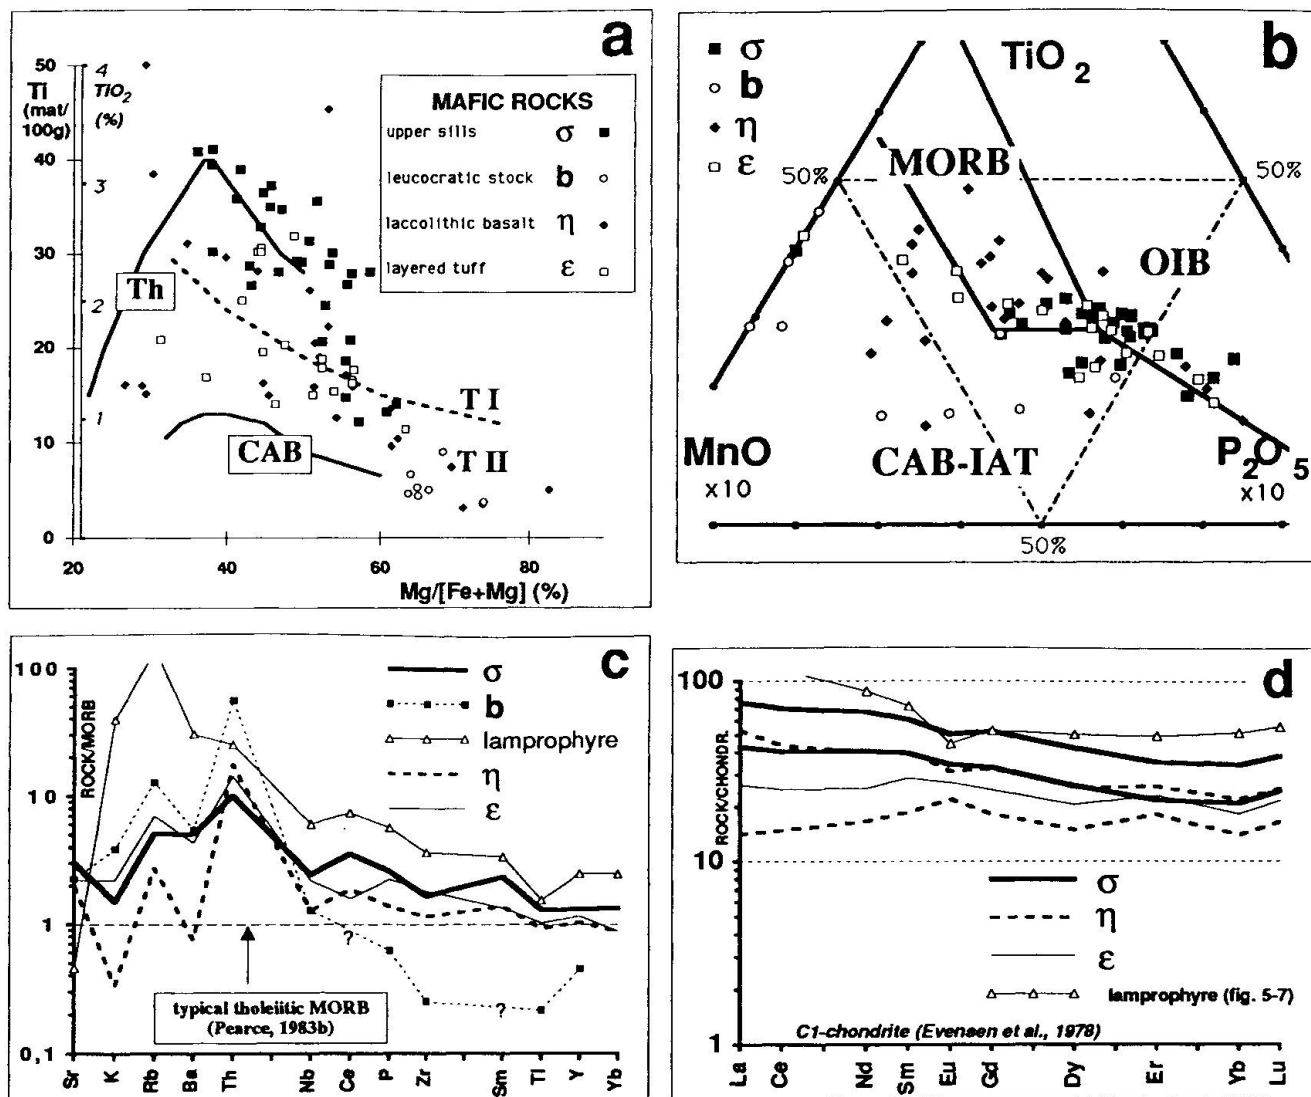 a
50
Ti
(mat/
100g)
40
30
20
10
0
4
TiO2
(%)
3
2
1
MAFIC ROCKS
upper sills σ
leucocratic stock b
laccolithic basalt η
layered tuff ε
Th
CAB
T I
T II
20 40 60 80
Mg/[Fe+Mg] (%)
b
σ
b
η
ε
TiO2
MORB
50%
50%
OIB
CAB-IAT
MnO
x10
P2O5
x10
50%
c
100
10
1
0,1
ROCK/MORB
σ
b
lamprophyre
η
ε
?
?
typical tholeiitic MORB
(Pearce, 1983b)
Sr K Rb Ba Th Nb Ce P Zr Sm Ti Y Yb
d
100
10
1
ROCK/CHONDR.
σ
η
ε
lamprophyre (fig. 5-7)
C1-chondrite (Evensen et al., 1978)
La Ce Nd Sm Eu Gd Dy Er Yb Lu